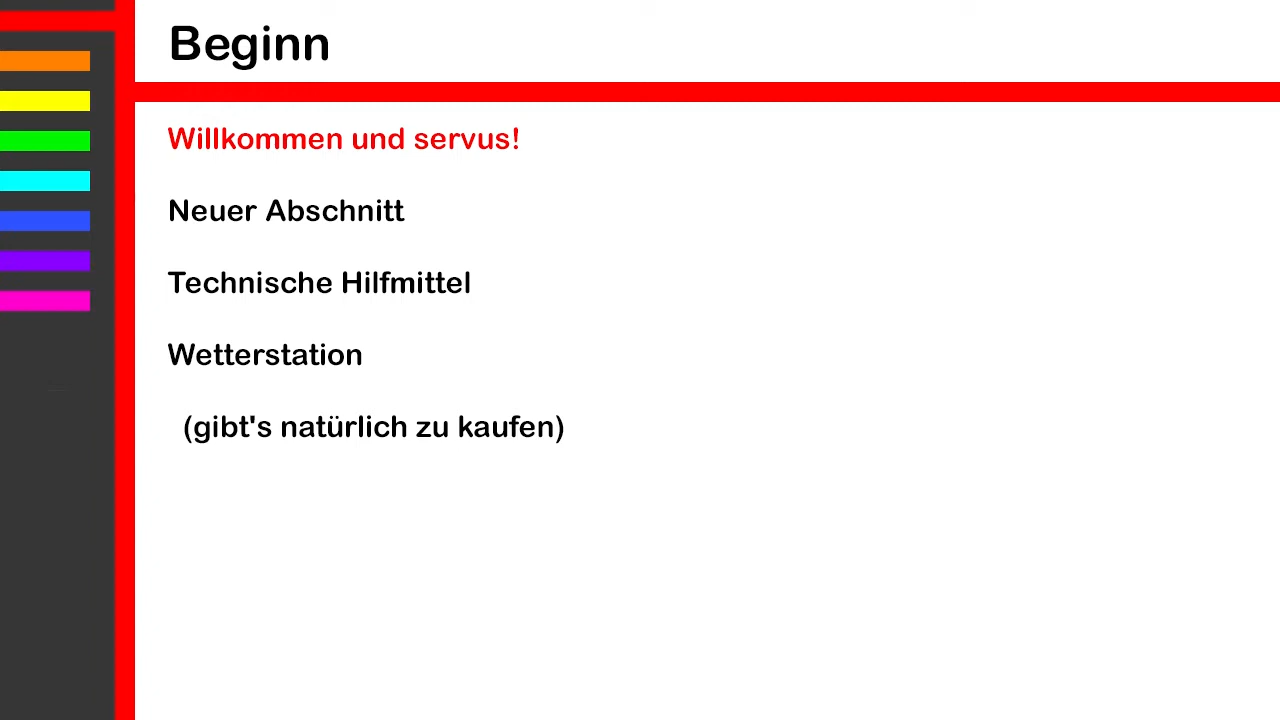 Beginn
Willkommen und servus!
Neuer Abschnitt
Technische Hilfmittel
Wetterstation
(gibt's natürlich zu kaufen)